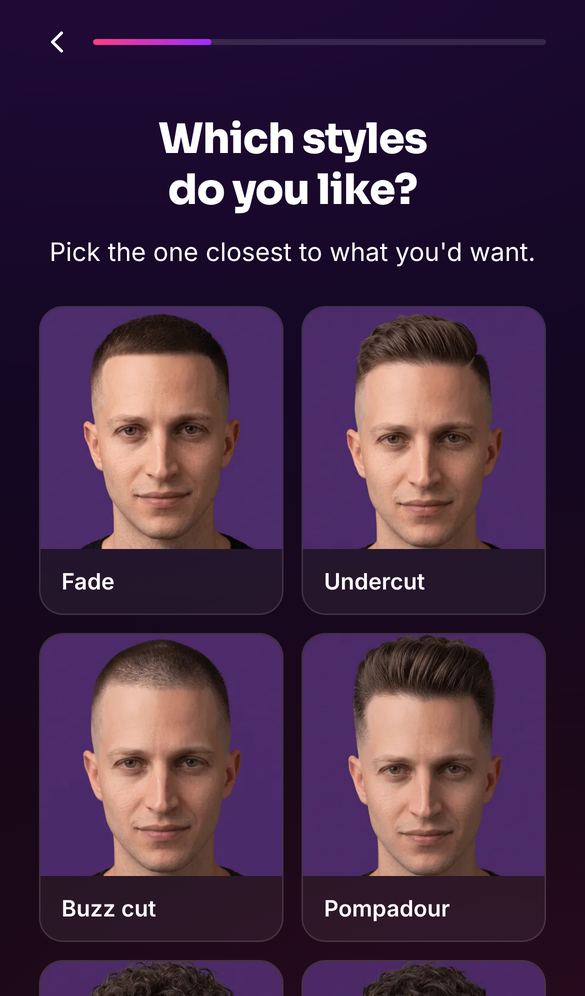 Which styles
do you like?
Pick the one closest to what you'd want.
Fade
Undercut
Buzz cut
Pompadour